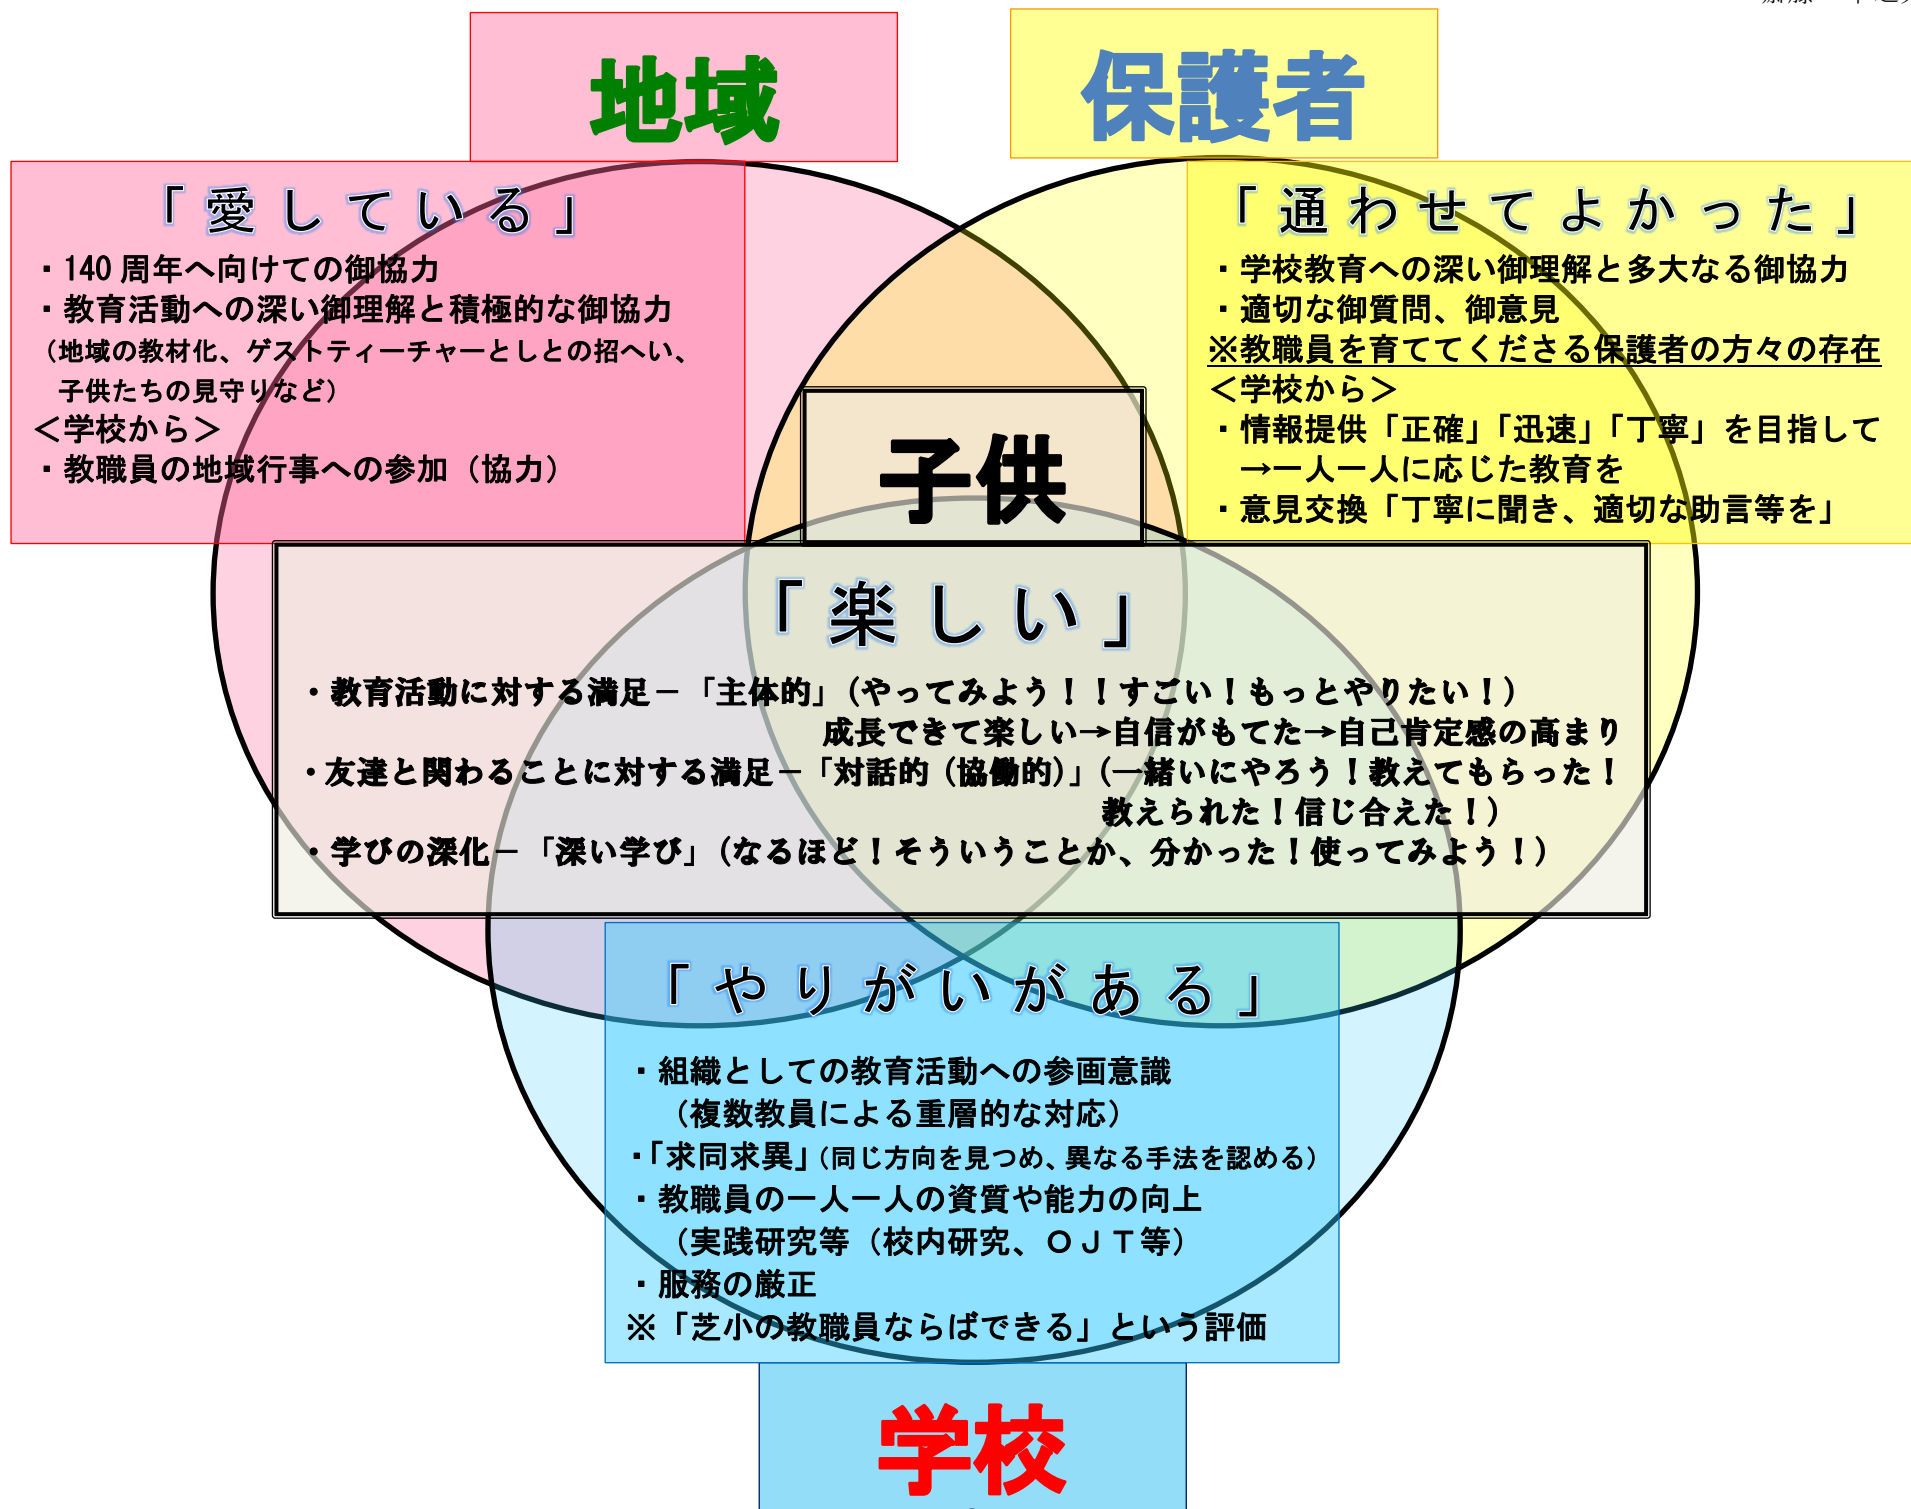 地域
保護者
「愛している」
・140周年へ向けての御協力
・教育活動への深い御理解と積極的な御協力
（地域の教材化、ゲストティーチャーとしとの招へい、
子供たちの見守りなど）
＜学校から＞
・教職員の地域行事への参加（協力）
「通わせてよかった」
・学校教育への深い御理解と多大なる御協力
・適切な御質問、御意見
※教職員を育ててくださる保護者の方々の存在
＜学校から＞
・情報提供「正確」「迅速」「丁寧」を目指して
→一人一人に応じた教育を
・意見交換「丁寧に聞き、適切な助言等を」
子供
「楽しい」
・教育活動に対する満足－「主体的」（やってみよう！！すごい！もっとやりたい！）
成長できて楽しい→自信がもてた→自己肯定感の高まり
・友達と関わることに対する満足－「対話的（協働的）」（一緒いにやろう！教えてもらった！
教えられた！信じ合えた！）
・学びの深化－「深い学び」（なるほど！そういうことか、分かった！使ってみよう！）
「やりがいがある」
・組織としての教育活動への参画意識
（複数教員による重層的な対応）
・「求同求異」（同じ方向を見つめ、異なる手法を認める）
・教職員の一人一人の資質や能力の向上
（実践研究等（校内研究、ＯＪＴ等）
・服務の厳正
※「芝小の教職員ならばできる」という評価
学校